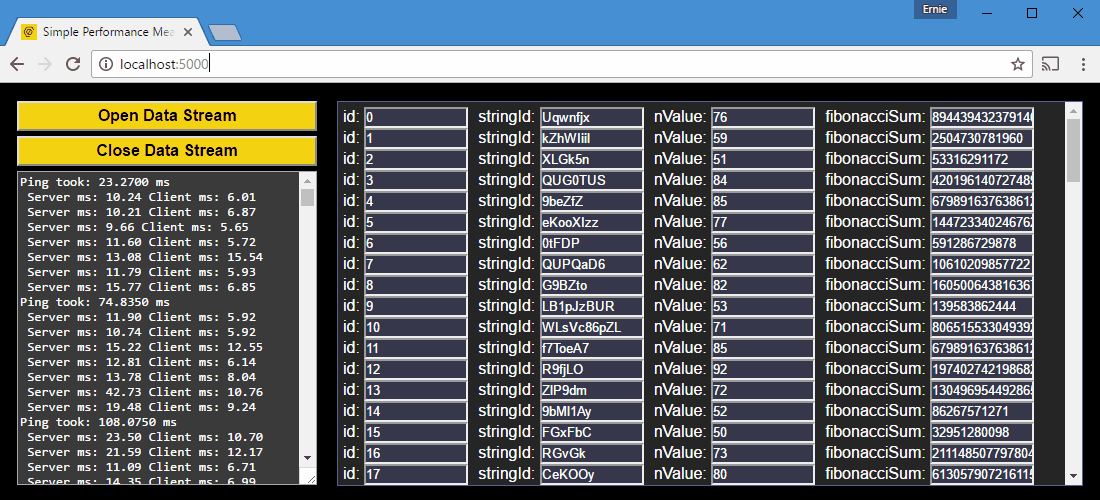 Ernie
Simple Performance Mea
localhost:5000
Open Data Stream
Close Data Stream
Ping took: 23.2700 ms
Server ms: 10.24 Client ms: 6.01
Server ms: 10.21 Client ms: 6.87
Server ms: 9.66 Client ms: 5.65
Server ms: 11.60 Client ms: 5.72
Server ms: 13.08 Client ms: 15.54
Server ms: 11.79 Client ms: 5.93
Server ms: 15.77 Client ms: 6.85
Ping took: 74.8350 ms
Server ms: 11.90 Client ms: 5.92
Server ms: 10.74 Client ms: 5.92
Server ms: 15.22 Client ms: 12.55
Server ms: 12.81 Client ms: 6.14
Server ms: 13.78 Client ms: 8.04
Server ms: 42.73 Client ms: 10.76
Server ms: 19.48 Client ms: 9.24
Ping took: 108.0750 ms
Server ms: 23.50 Client ms: 10.70
Server ms: 21.59 Client ms: 12.17
Server ms: 11.09 Client ms: 6.71
Server ms: 14.35 Client ms: 6.99
id: 0 stringId: Uqwnfjx nValue: 76 fibonacciSum: 8944394323791
id: 1 stringId: kZhWIiil nValue: 59 fibonacciSum: 2504730781960
id: 2 stringId: XLGk5n nValue: 51 fibonacciSum: 53316291172
id: 3 stringId: QUG0TUS nValue: 84 fibonacciSum: 42019614072748
id: 4 stringId: 9beZfZ nValue: 85 fibonacciSum: 67989163763861
id: 5 stringId: eKooXIzz nValue: 77 fibonacciSum: 14472334024676
id: 6 stringId: 0tFDP nValue: 56 fibonacciSum: 591286729878
id: 7 stringId: QUPQaD6 nValue: 62 fibonacciSum: 10610209857722
id: 8 stringId: G9BZto nValue: 82 fibonacciSum: 16050064381636
id: 9 stringId: LB1pJzBUR nValue: 53 fibonacciSum: 139583862444
id: 10 stringId: WLsVc86pZL nValue: 71 fibonacciSum: 80651553304939
id: 11 stringId: f7ToeA7 nValue: 85 fibonacciSum: 67989163763861
id: 12 stringId: R9fjLO nValue: 92 fibonacciSum: 19740274219868
id: 13 stringId: ZIP9dm nValue: 72 fibonacciSum: 13049695449286
id: 14 stringId: 9bMI1Ay nValue: 52 fibonacciSum: 86267571271
id: 15 stringId: FGxFbC nValue: 50 fibonacciSum: 32951280098
id: 16 stringId: RGvGk nValue: 73 fibonacciSum: 21114850779780
id: 17 stringId: CeKOOy nValue: 80 fibonacciSum: 61305790721611